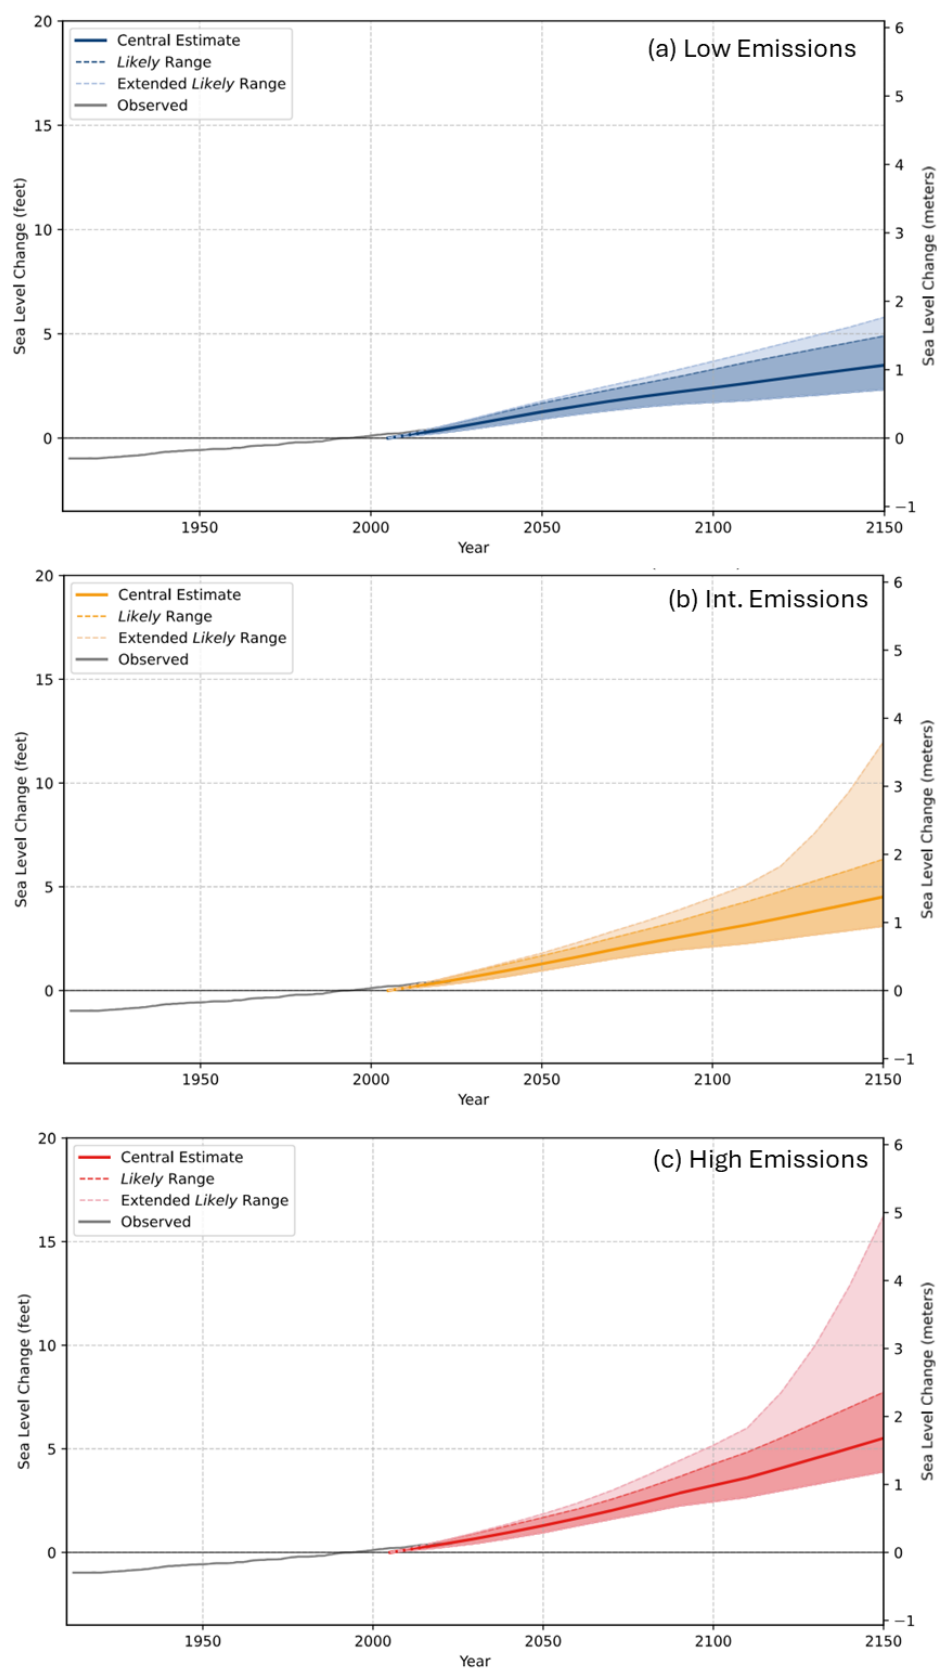 (a) Low Emissions
Central Estimate
Likely Range
Extended Likely Range
Observed
20
15
10
5
0
Sea Level Change (feet)
6
5
4
3
2
1
0
−1
Sea Level Change (meters)
1950
2000
2050
2100
2150
Year
(b) Int. Emissions
Central Estimate
Likely Range
Extended Likely Range
Observed
20
15
10
5
0
Sea Level Change (feet)
6
5
4
3
2
1
0
−1
Sea Level Change (meters)
1950
2000
2050
2100
2150
Year
(c) High Emissions
Central Estimate
Likely Range
Extended Likely Range
Observed
20
15
10
5
0
Sea Level Change (feet)
6
5
4
3
2
1
0
−1
Sea Level Change (meters)
1950
2000
2050
2100
2150
Year